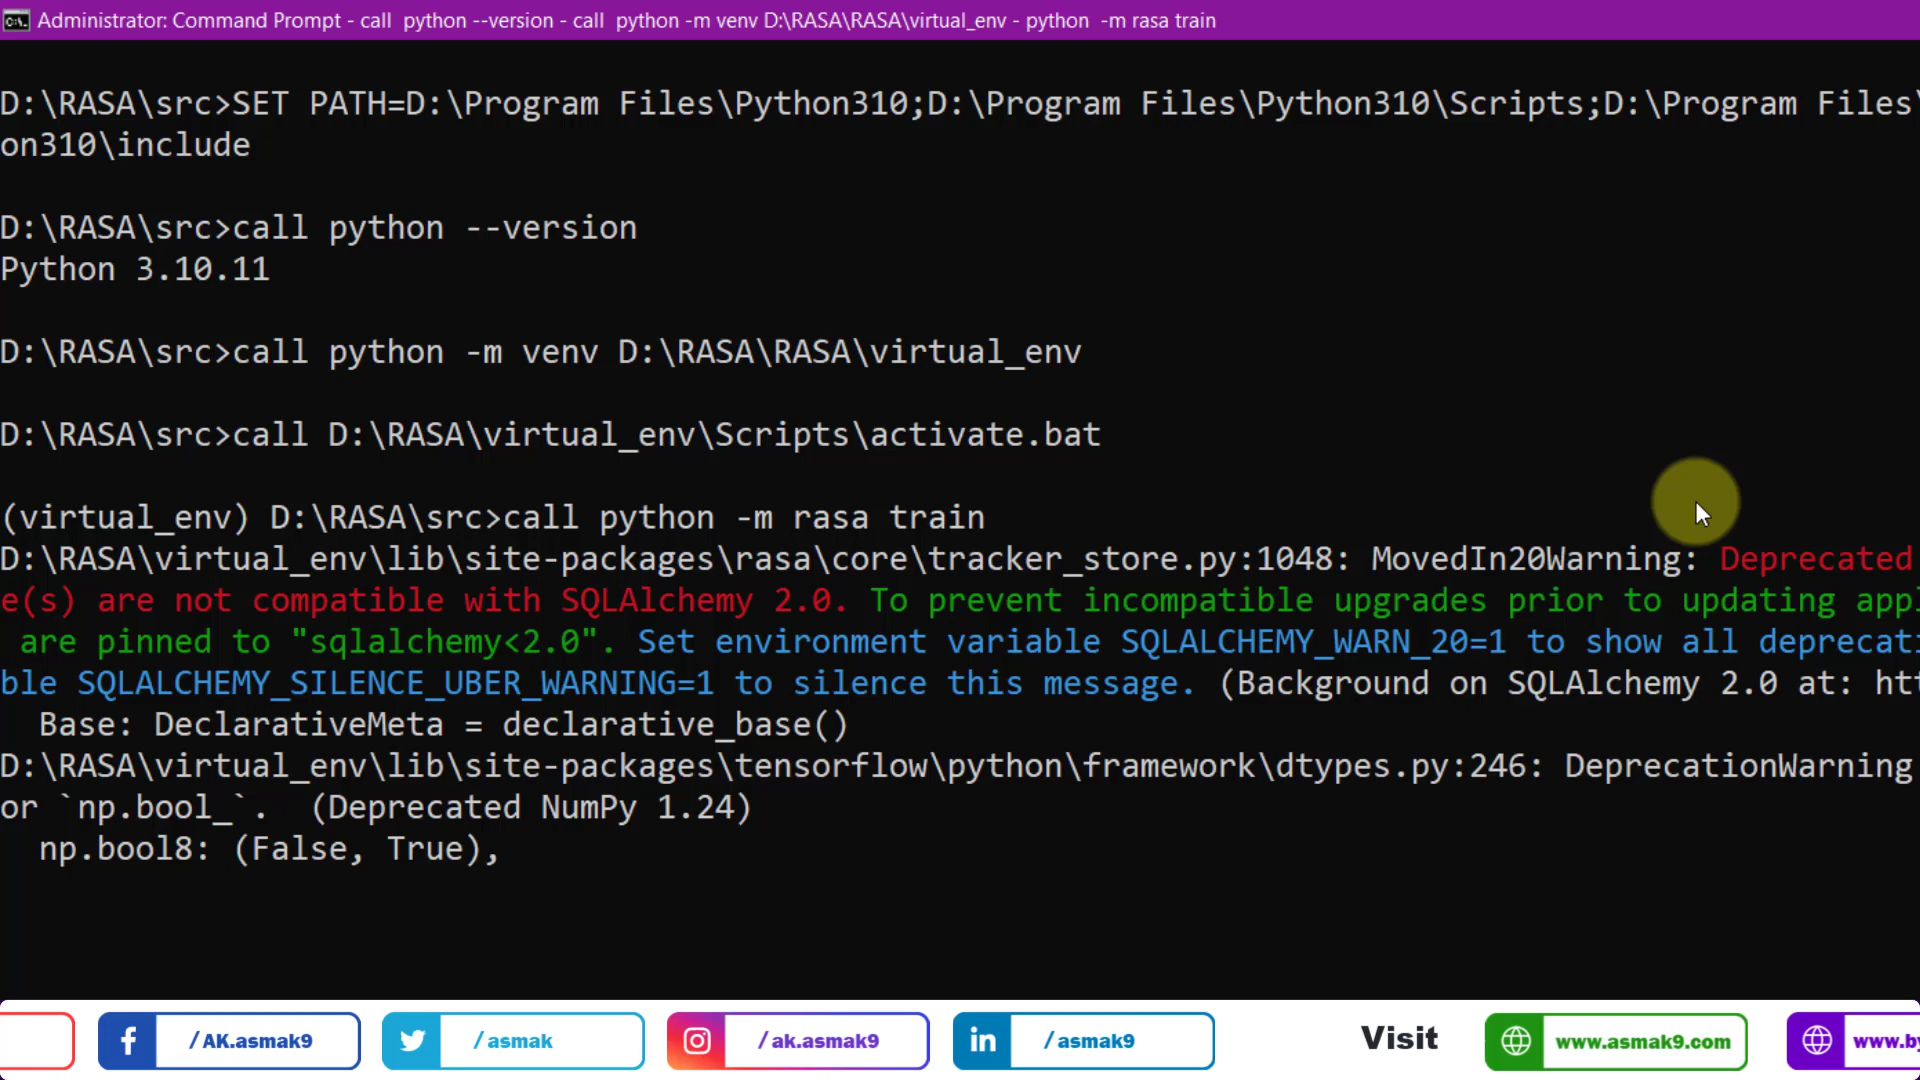 Administrator: Command Prompt - call  python --version - call  python -m venv D:\RASA\RASA\virtual_env - python  -m rasa train
D:\RASA\src>SET PATH=D:\Program Files\Python310;D:\Program Files\Python310\Scripts;D:\Program Files\
on310\include
D:\RASA\src>call python --version
Python 3.10.11
D:\RASA\src>call python -m venv D:\RASA\RASA\virtual_env
D:\RASA\src>call D:\RASA\virtual_env\Scripts\activate.bat
(virtual_env) D:\RASA\src>call python -m rasa train
D:\RASA\virtual_env\lib\site-packages\rasa\core\tracker_store.py:1048: MovedIn20Warning: Deprecated
e(s) are not compatible with SQLAlchemy 2.0. To prevent incompatible upgrades prior to updating appl
are pinned to "sqlalchemy<2.0". Set environment variable SQLALCHEMY_WARN_20=1 to show all deprecati
ble SQLALCHEMY_SILENCE_UBER_WARNING=1 to silence this message. (Background on SQLAlchemy 2.0 at: htt
  Base: DeclarativeMeta = declarative_base()
D:\RASA\virtual_env\lib\site-packages\tensorflow\python\framework\dtypes.py:246: DeprecationWarning
or `np.bool_`.  (Deprecated NumPy 1.24)
  np.bool8: (False, True),
/AK.asmak9 /asmak /ak.asmak9 /asmak9 Visit www.asmak9.com www.by